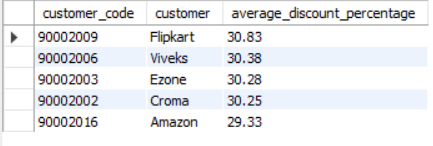 customer_code customer average_discount_percentage
90002009 Flipkart 30.83
90002006 Viveks 30.38
90002003 Ezone 30.28
90002002 Croma 30.25
90002016 Amazon 29.33